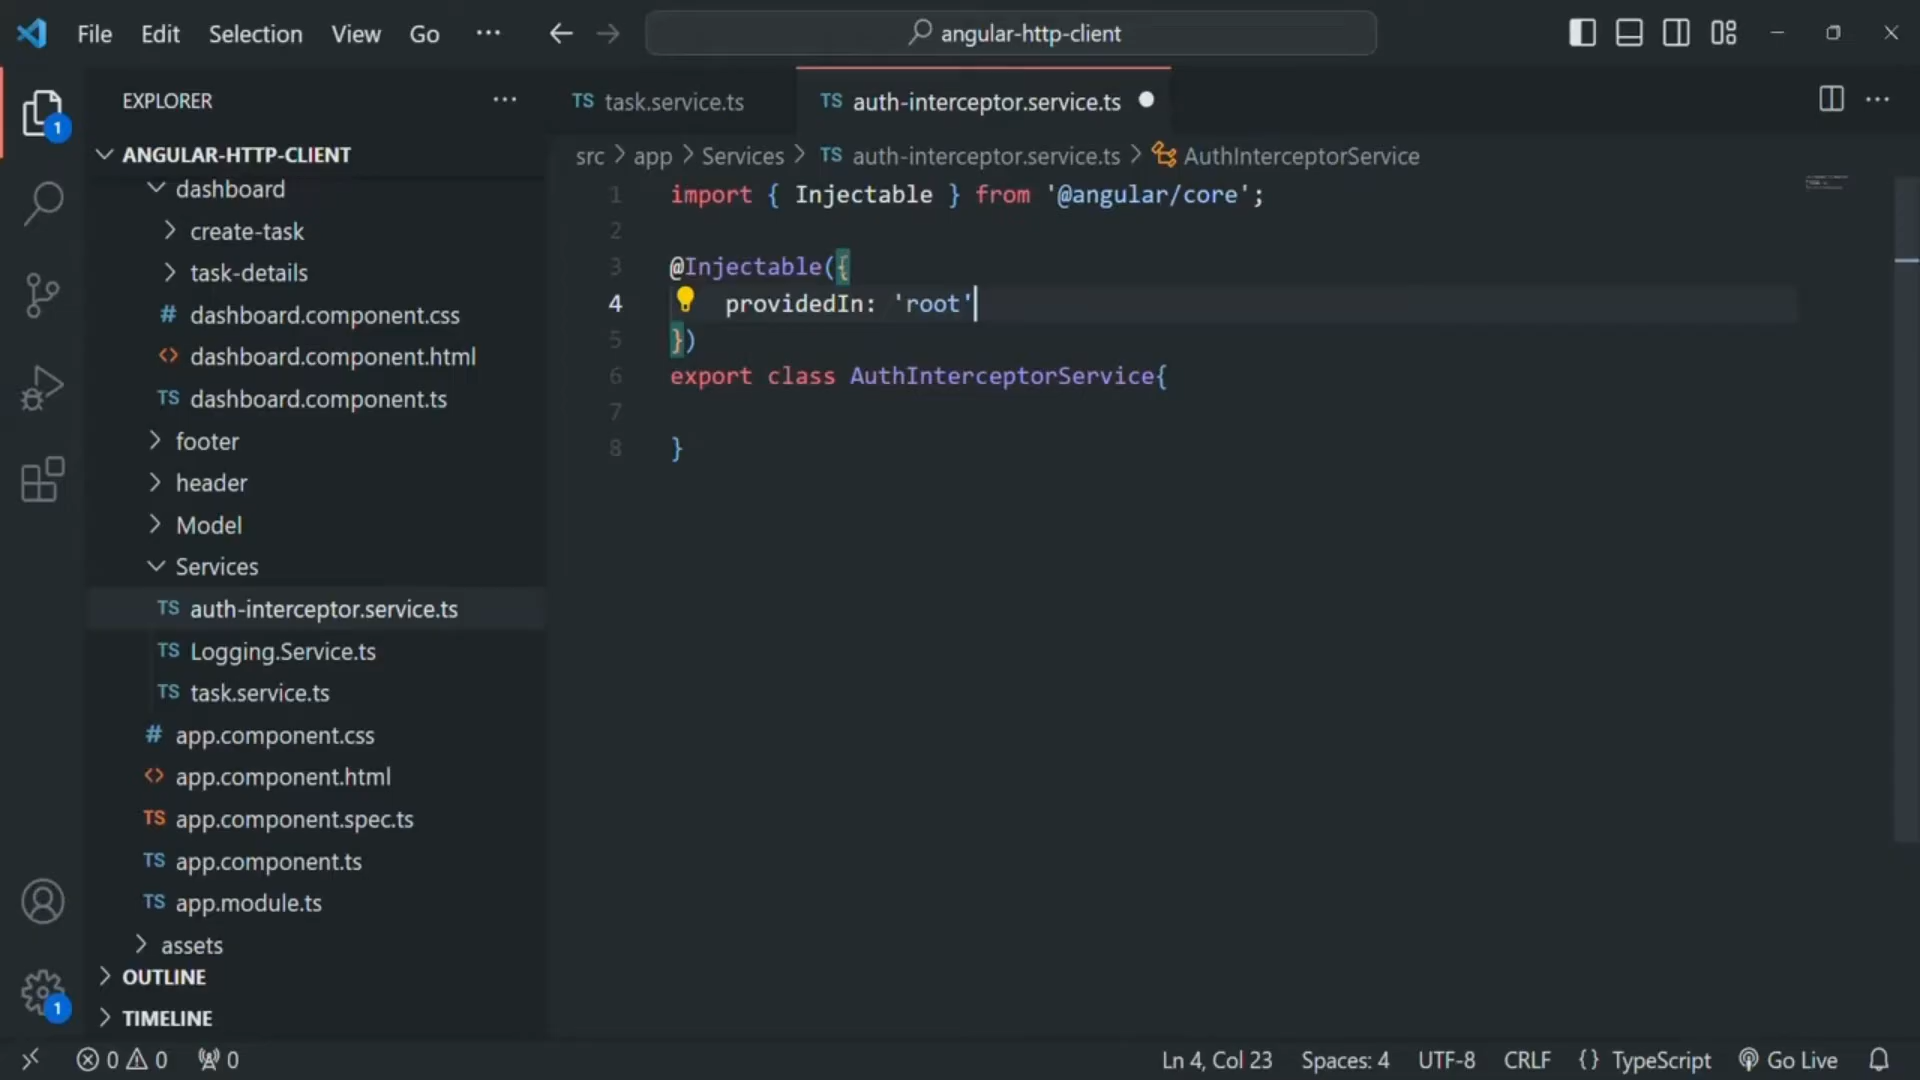 File Edit Selection View Go ··· angular-http-client
EXPLORER ···
ANGULAR-HTTP-CLIENT
dashboard
create-task
task-details
# dashboard.component.css
<> dashboard.component.html
TS dashboard.component.ts
footer
header
Model
Services
TS auth-interceptor.service.ts
TS Logging.Service.ts
TS task.service.ts
# app.component.css
<> app.component.html
TS app.component.spec.ts
TS app.component.ts
TS app.module.ts
assets
OUTLINE
TIMELINE
1
1
TS task.service.ts TS auth-interceptor.service.ts
src > app > Services > TS auth-interceptor.service.ts > AuthInterceptorService
1 import { Injectable } from '@angular/core';
2
3 @Injectable({
4 providedIn: 'root'
5 })
6 export class AuthInterceptorService{
7
8 }
0 0 0 Ln 4, Col 23 Spaces: 4 UTF-8 CRLF {} TypeScript Go Live